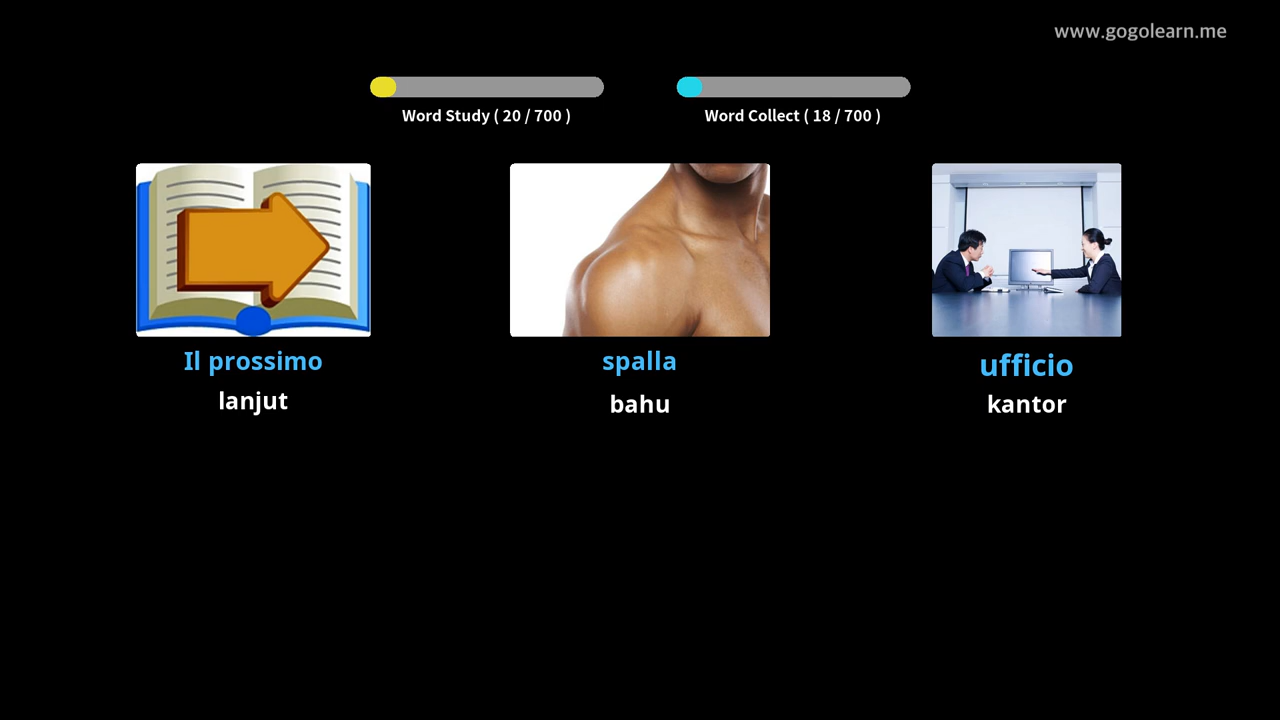 www.gogolearn.me
Word Study ( 20 / 700 )
Word Collect ( 18 / 700 )
Il prossimo
lanjut
spalla
bahu
ufficio
kantor